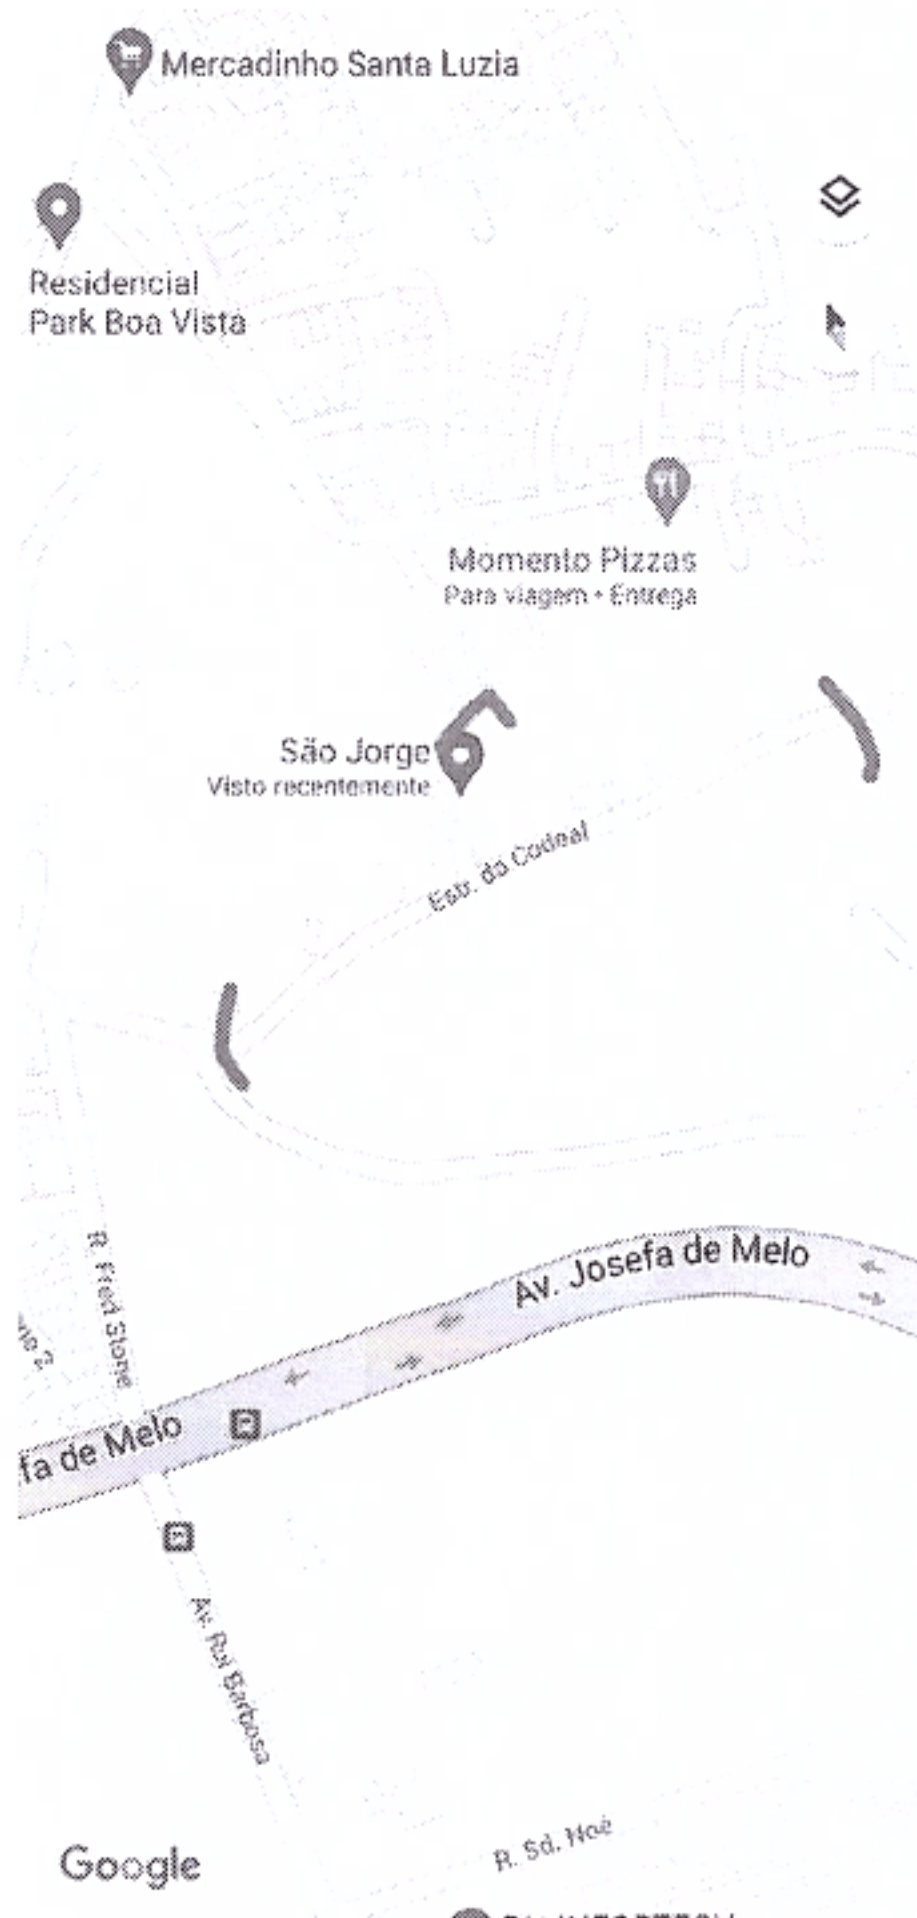 Mercadinho Santa Luzia
Residencial
Park Boa Vista
Momento Pizzas
Para viagem • Entrega
São Jorge
Visto recentemente
Estr. do Codeal
R. Fred Stone
Av. Josefa de Melo
fa de Melo
Av. Rui Barbosa
R. Sd. Noé
Google